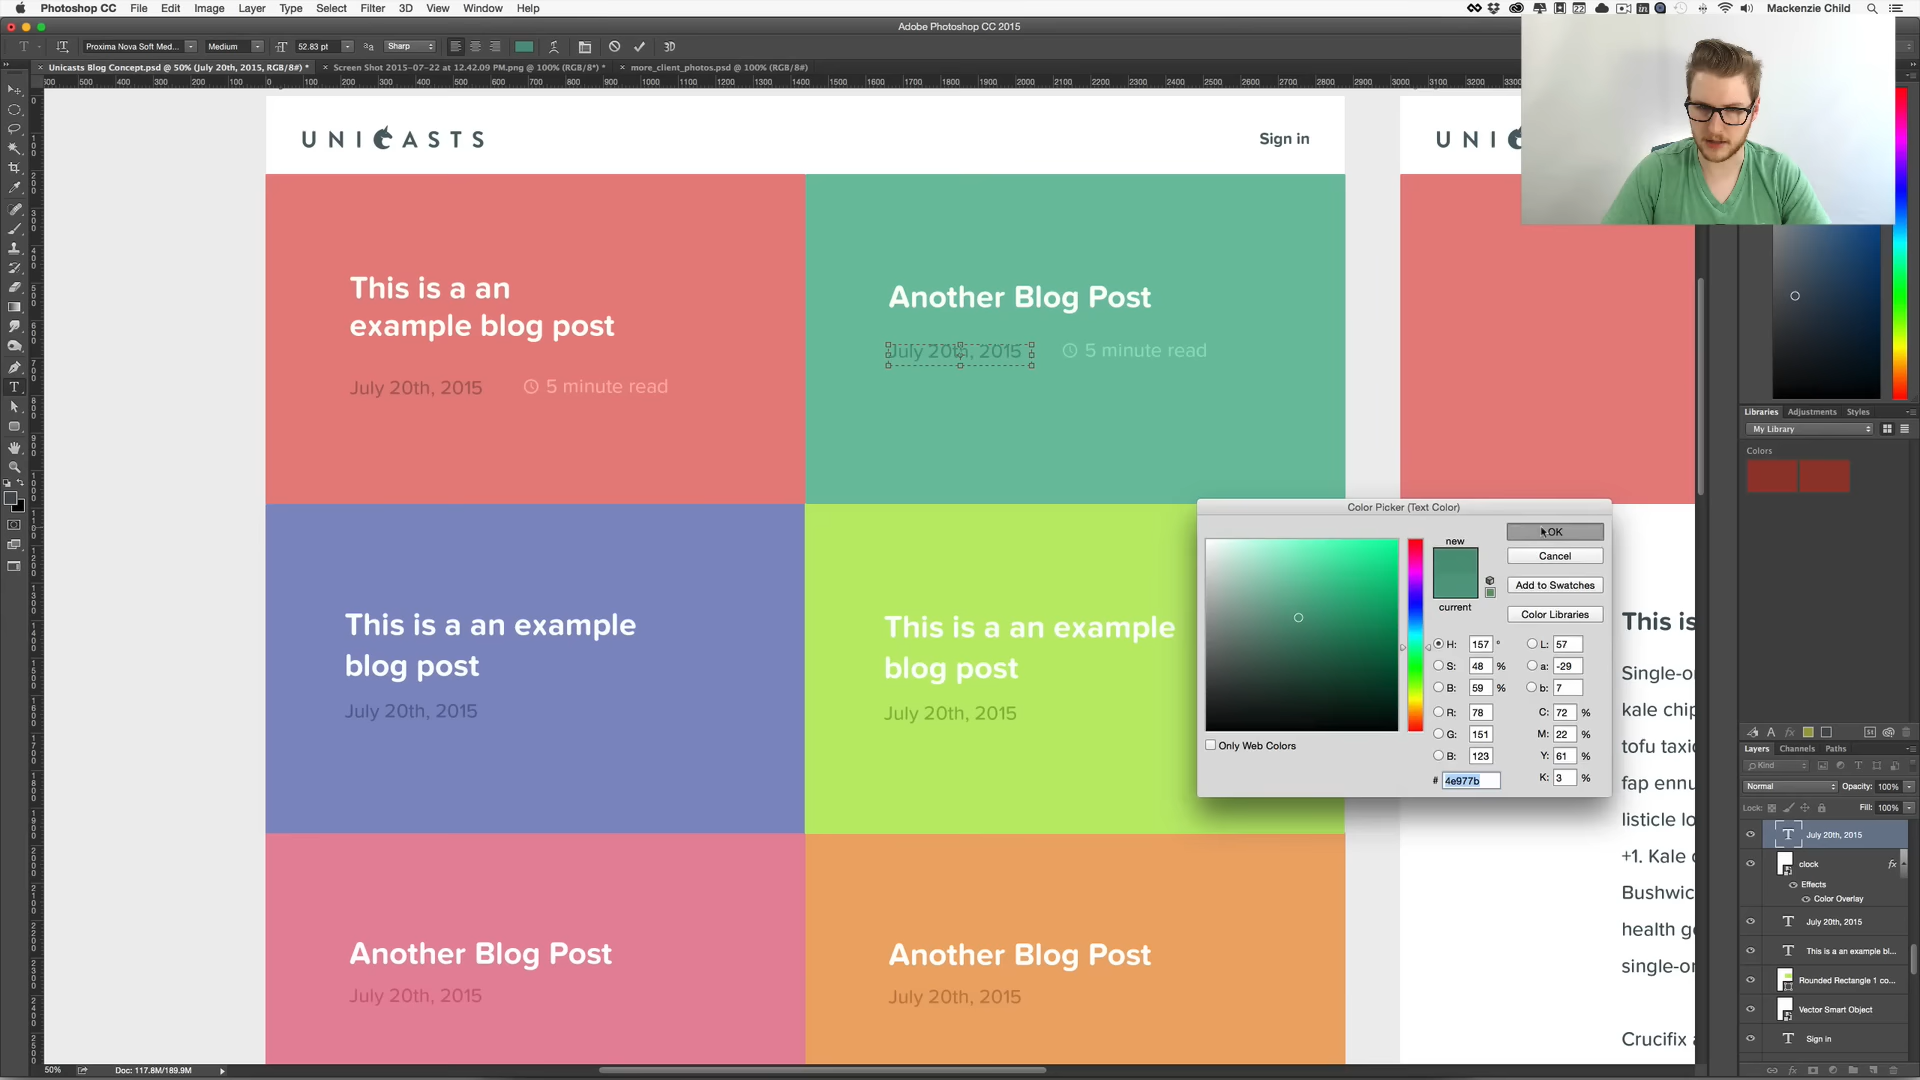 Photoshop CC File Edit Image Layer Type Select Filter 3D View Window Help
Mackenzie Child
Adobe Photoshop CC 2015
Proxima Nova Soft Med... Medium 52.83 pt Sharp 3D
Unicasts Blog Concept.psd @ 50% (July 20th, 2015, RGB/8#) * Screen Shot 2015-07-22 at 12.42.09 PM.png @ 100% (RGB/8*) * more_client_photos.psd @ 100% (RGB/8#)
UNICASTS
Sign in
This is a an
example blog post
July 20th, 2015
5 minute read
Another Blog Post
July 20th, 2015
5 minute read
This is a an example
blog post
July 20th, 2015
This is a an example
blog post
July 20th, 2015
Another Blog Post
July 20th, 2015
Another Blog Post
July 20th, 2015
Color Picker (Text Color)
new
current
OK
Cancel
Add to Swatches
Color Libraries
H: 157 °
S: 48 %
B: 59 %
R: 78
G: 151
B: 123
L: 57
a: -29
b: 7
C: 72 %
M: 22 %
Y: 61 %
K: 3 %
# 4e977b
Only Web Colors
This is
Single-o
kale chip
tofu taxid
fap ennu
listicle lo
+1. Kale
Bushwic
health g
single-or
Crucifix a
Libraries Adjustments Styles
My Library
Colors
Layers Channels Paths
Kind
Normal Opacity: 100%
Lock: Fill: 100%
July 20th, 2015
clock fx
Effects
Color Overlay
July 20th, 2015
This is a an example bl...
Rounded Rectangle 1 co...
Vector Smart Object
Sign in
50% Doc: 117.8M/189.9M